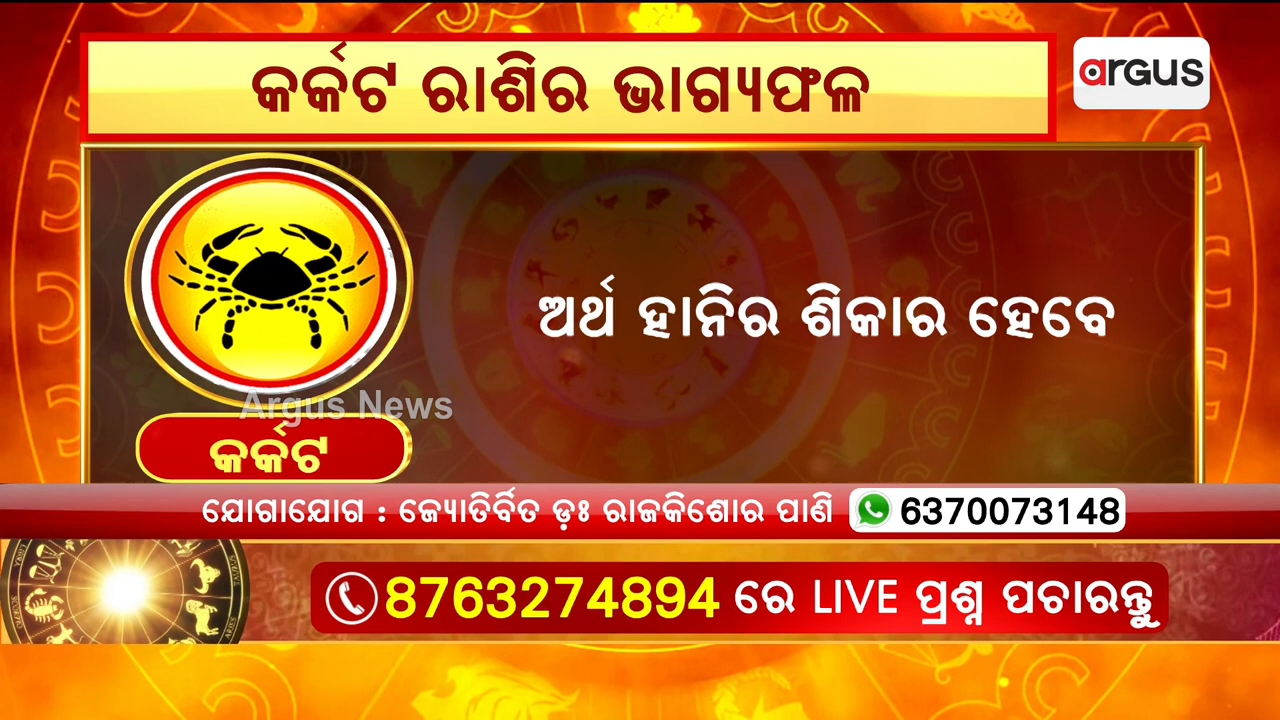 କର୍କଟ ରାଶିର ଭାଗ୍ୟଫଳ
argus
ଅର୍ଥ ହାନିର ଶିକାର ହେବେ
Argus News
କର୍କଟ
ଯୋଗାଯୋଗ : ଜ୍ୟୋତିର୍ବିତ ଡ଼ଃ ରାଜକିଶୋର ପାଣି 6370073148
8763274894 ରେ LIVE ପ୍ରଶ୍ନ ପଚାରନ୍ତୁ